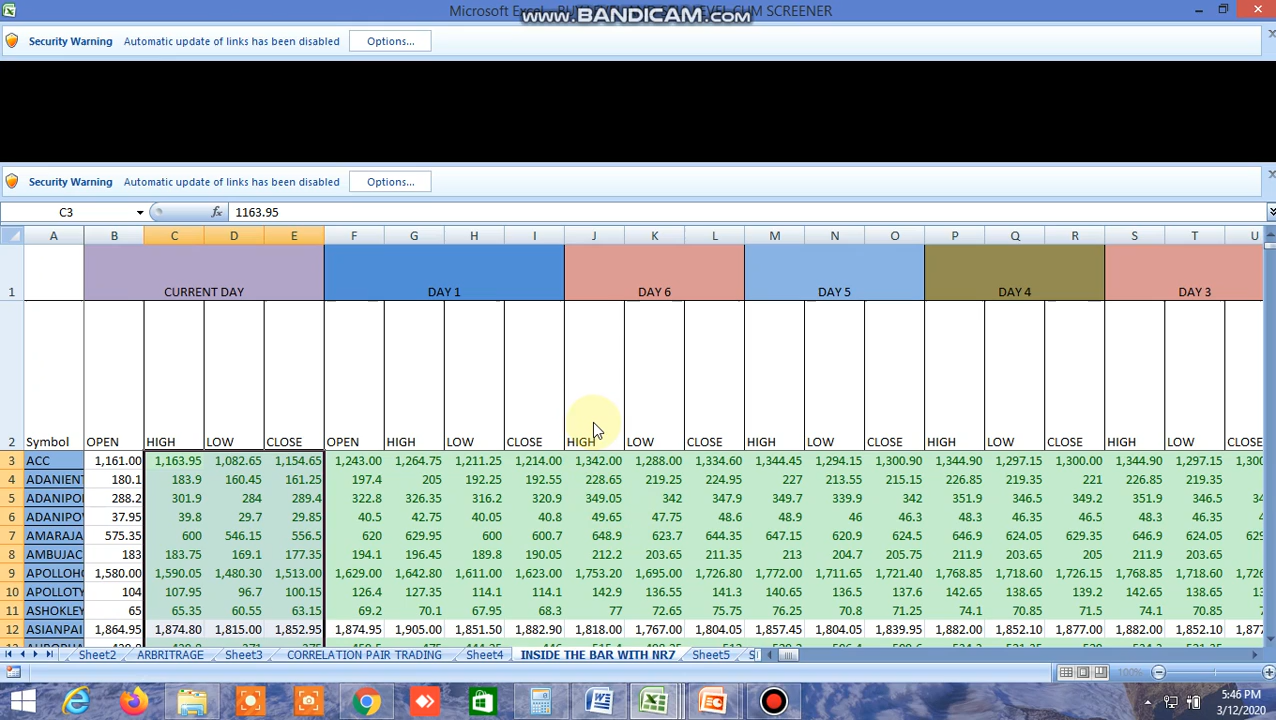 Microsoft Excel
SCREENER
www.BANDICAM.com
Security Warning Automatic update of links has been disabled Options...
Security Warning Automatic update of links has been disabled Options...
C3 fx 1163.95
A B C D E F G H I J K L M N O P Q R S T U
1 CURRENT DAY DAY 1 DAY 6 DAY 5 DAY 4 DAY 3
2 Symbol OPEN HIGH LOW CLOSE OPEN HIGH LOW CLOSE HIGH LOW CLOSE HIGH LOW CLOSE HIGH LOW CLOSE HIGH LOW CLOSE
3 ACC 1,161.00 1,163.95 1,082.65 1,154.65 1,243.00 1,264.75 1,211.25 1,214.00 1,342.00 1,288.00 1,334.60 1,344.45 1,294.15 1,300.90 1,344.90 1,297.15 1,300.00 1,344.90 1,297.15 1,300
4 ADANIENT 180.1 183.9 160.45 161.25 197.4 205 192.25 192.55 228.65 219.25 224.95 227 213.55 215.15 226.85 219.35 221 226.85 219.35
5 ADANIPO 288.2 301.9 284 289.4 322.8 326.35 316.2 320.9 349.05 342 347.9 349.7 339.9 342 351.9 346.5 349.2 351.9 346.5 34
6 ADANIPO 37.95 39.8 29.7 29.85 40.5 42.75 40.05 40.8 49.65 47.75 48.6 48.9 46 46.3 48.3 46.35 46.5 48.3 46.35 4
7 AMARAJA 575.35 600 546.15 556.5 620 629.95 600 600.7 648.9 623.7 644.35 647.15 620.9 624.5 646.9 624.05 629.35 646.9 624.05 629
8 AMBUJAC 183 183.75 169.1 177.35 194.1 196.45 189.8 190.05 212.2 203.65 211.35 213 204.7 205.75 211.9 203.65 205 211.9 203.65
9 APOLLOHO 1,580.00 1,590.05 1,480.30 1,513.00 1,629.00 1,642.80 1,611.00 1,623.00 1,753.20 1,695.00 1,726.80 1,772.00 1,711.65 1,721.40 1,768.85 1,718.60 1,726.15 1,768.85 1,718.60 1,726
10 APOLLOTY 104 107.95 96.7 100.15 126.4 127.35 114.1 114.1 142.9 136.55 141.3 140.65 136.5 137.6 142.65 138.16 139.2 142.65 138.16 13
11 ASHOKLEY 65 65.35 60.55 63.15 69.2 70.1 67.95 68.3 77 72.65 75.75 76.25 70.8 71.25 74.1 70.85 71.5 74.1 70.85 7
12 ASIANPAI 1,864.95 1,874.80 1,815.00 1,852.95 1,874.95 1,905.00 1,851.50 1,882.90 1,818.00 1,767.00 1,804.05 1,857.45 1,804.05 1,839.95 1,882.00 1,852.10 1,877.00 1,882.00 1,852.10 1,877
Sheet2 ARBRITRAGE Sheet3 CORRELATION PAIR TRADING Sheet4 INSIDE THE BAR WITH NR7 Sheet5 S
100%
5:46 PM
3/12/2020